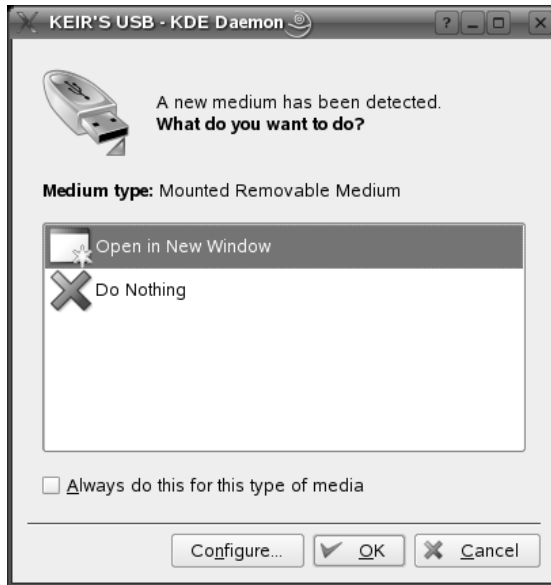 KEIR'S USB - KDE Daemon
A new medium has been detected.
What do you want to do?
Medium type: Mounted Removable Medium
Open in New Window
Do Nothing
Always do this for this type of media
Configure...
OK
Cancel